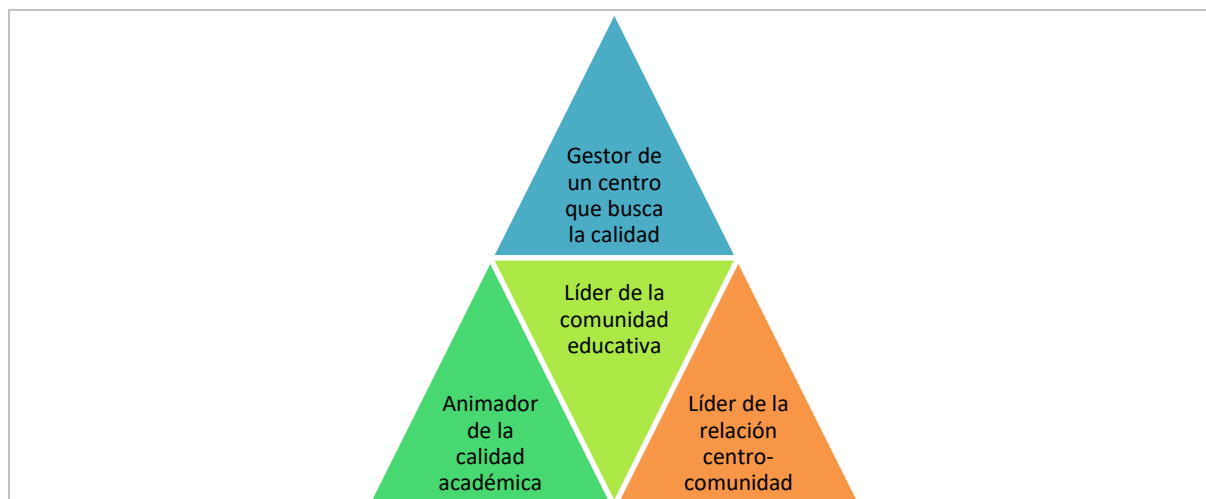 Gestor de
un centro
que busca
la calidad
Líder de la
comunidad
educativa
Animador
de la
calidad
académica
Líder de la
relación
centro-
comunidad